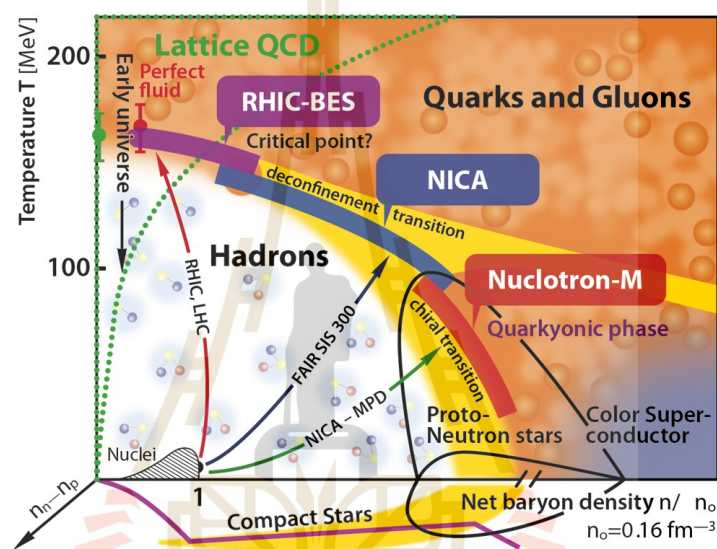 200
100
Temperature T [MeV]
Lattice QCD
Early universe
Perfect
fluid
RHIC-BES
Critical point?
Quarks and Gluons
NICA
deconfinement transition
Hadrons
Nuclotron-M
Quarkyonic phase
RHIC, LHC
FAIR SIS 300
NICA – MPD
chiral transition
Proto-
Neutron stars
Color Super-
conductor
Nuclei
1
nₙ—nₚ
Compact Stars
Net baryon density n/ n₀
n₀=0.16 fm⁻³